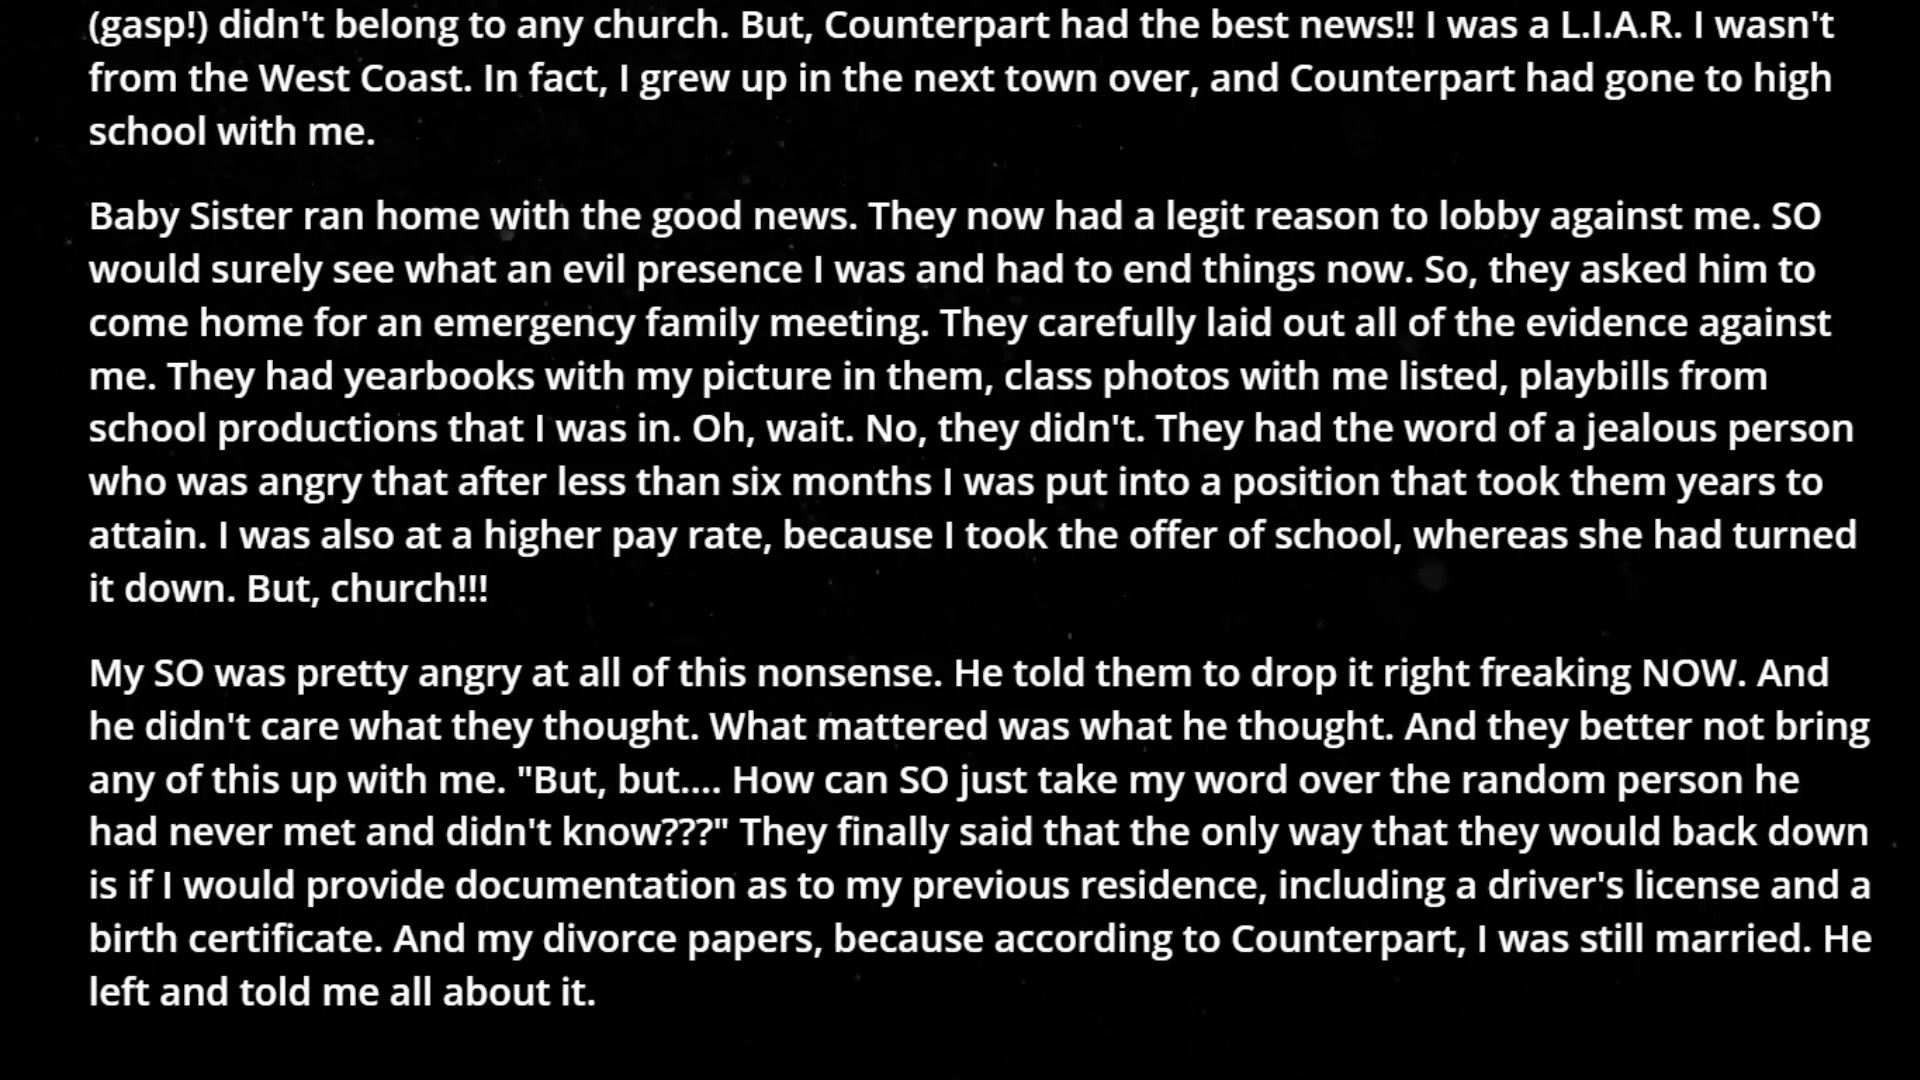 (gasp!) didn't belong to any church. But, Counterpart had the best news!! I was a L.I.A.R. I wasn't
from the West Coast. In fact, I grew up in the next town over, and Counterpart had gone to high
school with me.
Baby Sister ran home with the good news. They now had a legit reason to lobby against me. SO
would surely see what an evil presence I was and had to end things now. So, they asked him to
come home for an emergency family meeting. They carefully laid out all of the evidence against
me. They had yearbooks with my picture in them, class photos with me listed, playbills from
school productions that I was in. Oh, wait. No, they didn't. They had the word of a jealous person
who was angry that after less than six months I was put into a position that took them years to
attain. I was also at a higher pay rate, because I took the offer of school, whereas she had turned
it down. But, church!!!
My SO was pretty angry at all of this nonsense. He told them to drop it right freaking NOW. And
he didn't care what they thought. What mattered was what he thought. And they better not bring
any of this up with me. "But, but.... How can SO just take my word over the random person he
had never met and didn't know???" They finally said that the only way that they would back down
is if I would provide documentation as to my previous residence, including a driver's license and a
birth certificate. And my divorce papers, because according to Counterpart, I was still married. He
left and told me all about it.